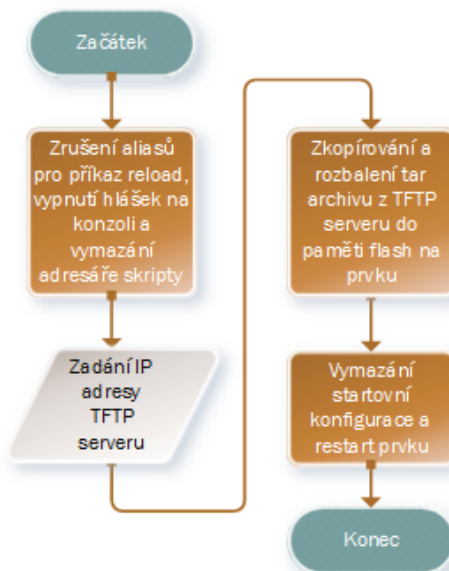 Začátek
Zrušení aliasů
pro příkaz reload,
vypnutí hlášek na
konzoli a
vymazání
adresáře skripty
Zadání IP
adresy
TFTP
serveru
Zkopírování a
rozbalení tar
archivu z TFTP
serveru do
paměti flash na
prvku
Vymazání
startovní
konfigurace a
restart prvku
Konec